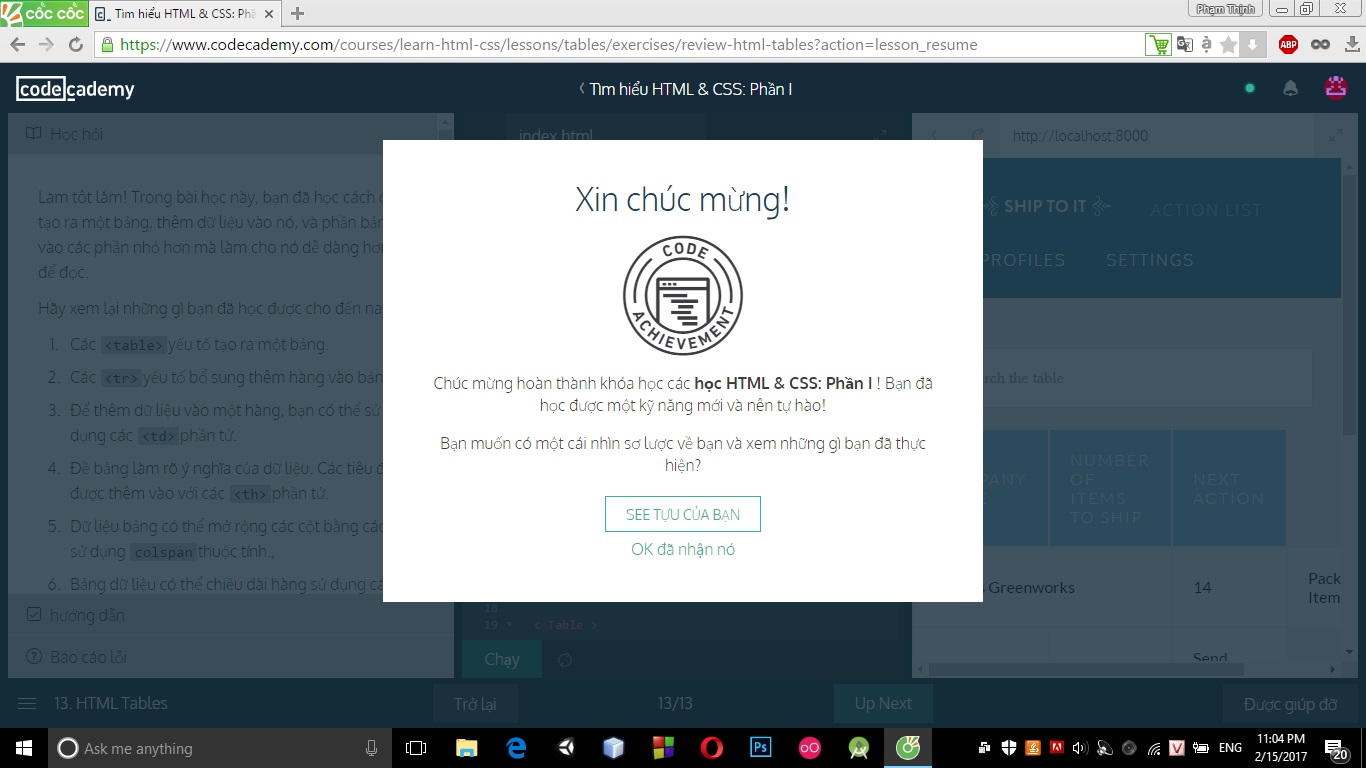 cốc cốc
Tìm hiểu HTML & CSS: Phầ
Phạm Thịnh
https://www.codecademy.com/courses/learn-html-css/lessons/tables/exercises/review-html-tables?action=lesson_resume
ABP
codecademy
Tìm hiểu HTML & CSS: Phần I
Học hỏi
Làm tốt lắm! Trong bài học này, bạn đã học cách
tạo ra một bảng, thêm dữ liệu vào nó, và phân bản
vào các phần nhỏ hơn mà làm cho nó dễ dàng hơn
để đọc.
Hãy xem lại những gì bạn đã học được cho đến na
1. Các <table> yếu tố tạo ra một bảng.
2. Các <tr> yếu tố bổ sung thêm hàng vào bản
3. Để thêm dữ liệu vào một hàng, bạn có thể sử
dụng các <td> phần tử.
4. Đề bảng làm rõ ý nghĩa của dữ liệu. Các tiêu đ
được thêm vào với các <th> phần tử.
5. Dữ liệu bảng có thể mở rộng các cột bằng các
sử dụng colspan thuộc tính.,
6. Bảng dữ liệu có thể chiều dài hàng sử dụng cá
hướng dẫn
Báo cáo lỗi
index.html
18
19 < Table >
Chạy
Xin chúc mừng!
CODE
ACHIEVEMENT
Chúc mừng hoàn thành khóa học các học HTML & CSS: Phần I ! Bạn đã
học được một kỹ năng mới và nên tự hào!
Bạn muốn có một cái nhìn sơ lược về bạn và xem những gì bạn đã thực
hiện?
SEE TỰU CỦA BẠN
OK đã nhận nó
http://localhost:8000
SHIP TO IT
ACTION LIST
PROFILES
SETTINGS
rch the table
PANY
NUMBER
OF
ITEMS
TO SHIP
NEXT
ACTION
Greenworks
14
Pack
Item
Send
13. HTML Tables
Trở lại
13/13
Up Next
Được giúp đỡ
Ask me anything
Ps
ENG
11:04 PM
2/15/2017
20